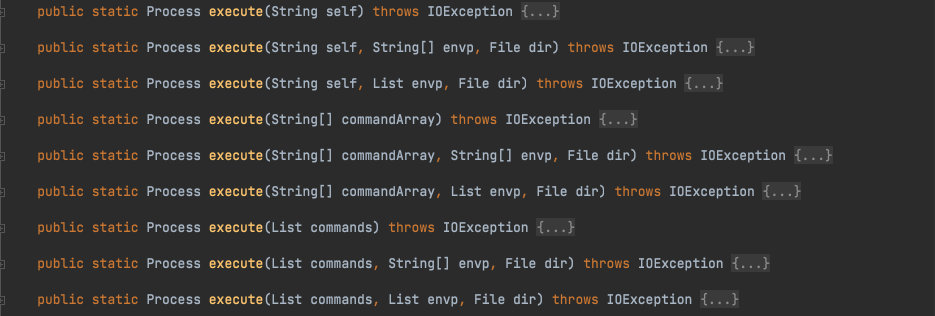 public static Process execute(String self) throws IOException {...}
public static Process execute(String self, String[] envp, File dir) throws IOException {...}
public static Process execute(String self, List envp, File dir) throws IOException {...}
public static Process execute(String[] commandArray) throws IOException {...}
public static Process execute(String[] commandArray, String[] envp, File dir) throws IOException {...}
public static Process execute(String[] commandArray, List envp, File dir) throws IOException {...}
public static Process execute(List commands) throws IOException {...}
public static Process execute(List commands, String[] envp, File dir) throws IOException {...}
public static Process execute(List commands, List envp, File dir) throws IOException {...}